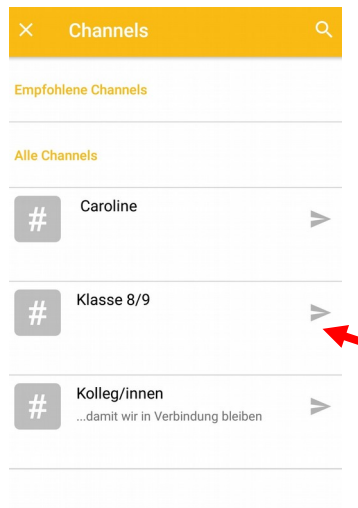 Channels
Empfohlene Channels
Alle Channels
# Caroline
# Klasse 8/9
# Kolleg/innen
...damit wir in Verbindung bleiben